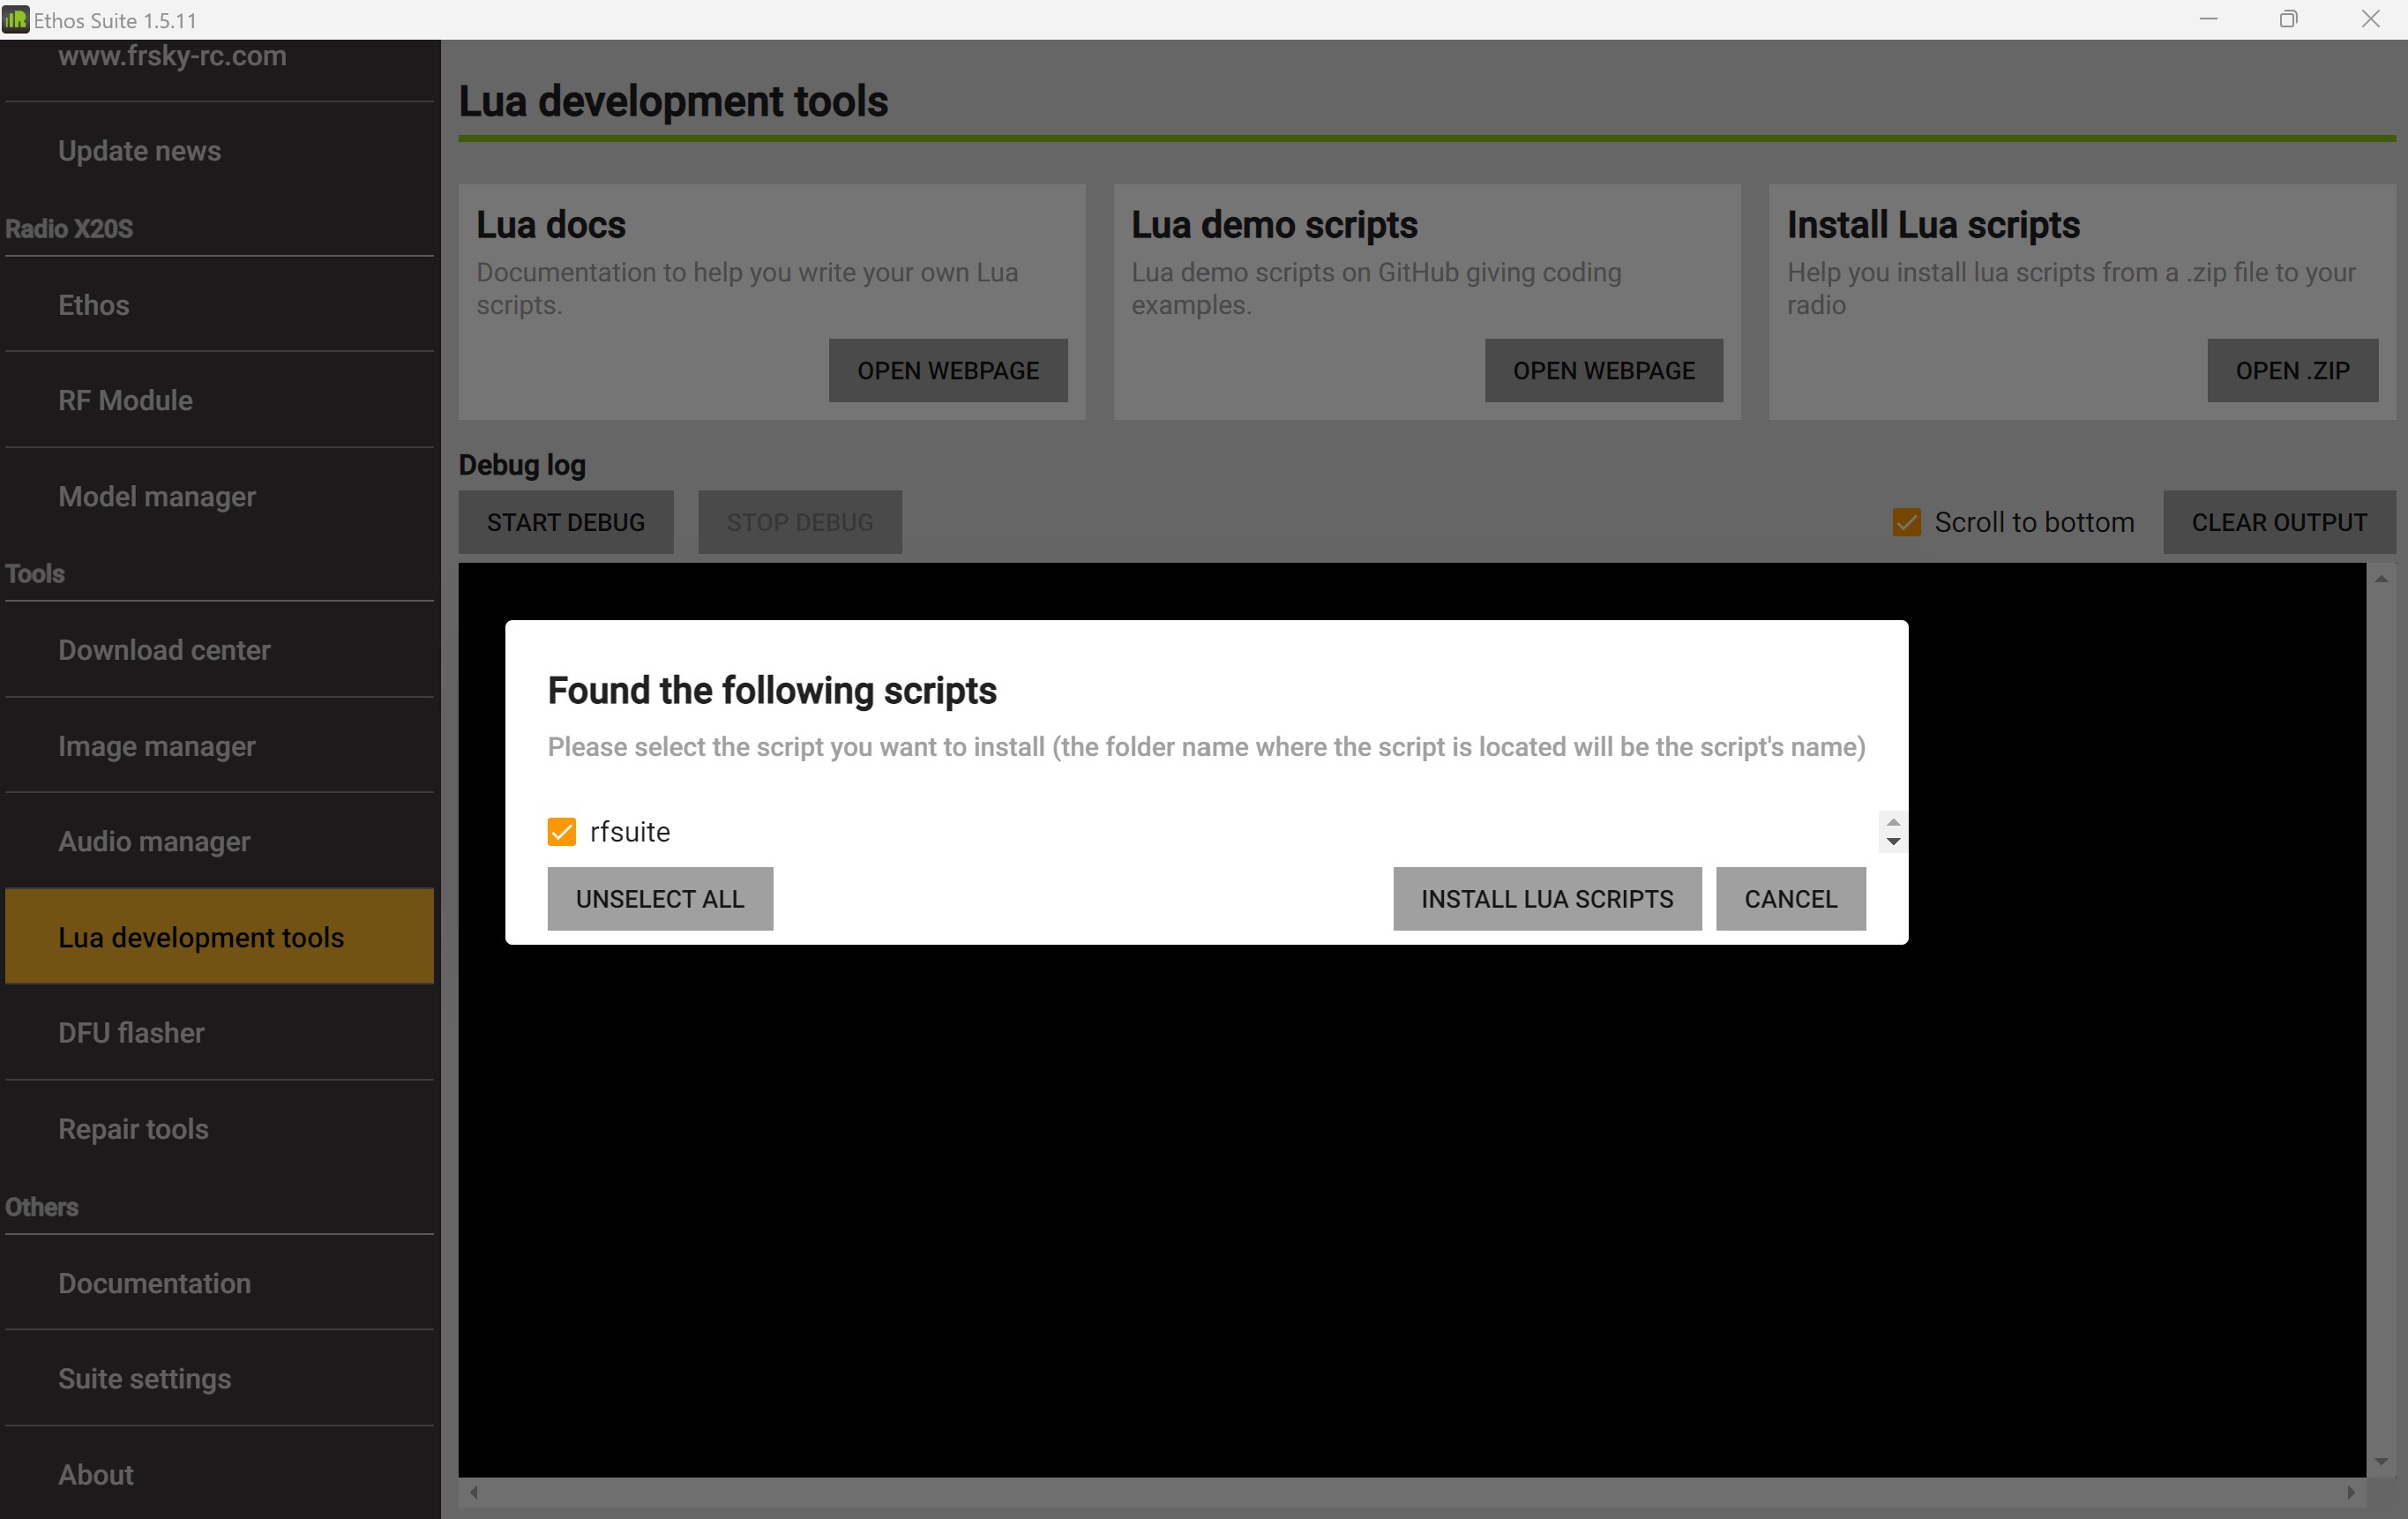 Ethos Suite 1.5.11
www.frsky-rc.com
Update news
Radio X20S
Ethos
RF Module
Model manager
Tools
Download center
Image manager
Audio manager
Lua development tools
DFU flasher
Repair tools
Others
Documentation
Suite settings
About
Lua development tools
Lua docs
Documentation to help you write your own Lua
scripts.
OPEN WEBPAGE
Lua demo scripts
Lua demo scripts on GitHub giving coding
examples.
OPEN WEBPAGE
Install Lua scripts
Help you install lua scripts from a .zip file to your
radio
OPEN .ZIP
Debug log
START DEBUG
STOP DEBUG
Scroll to bottom
CLEAR OUTPUT
Found the following scripts
Please select the script you want to install (the folder name where the script is located will be the script's name)
rfsuite
UNSELECT ALL
INSTALL LUA SCRIPTS
CANCEL